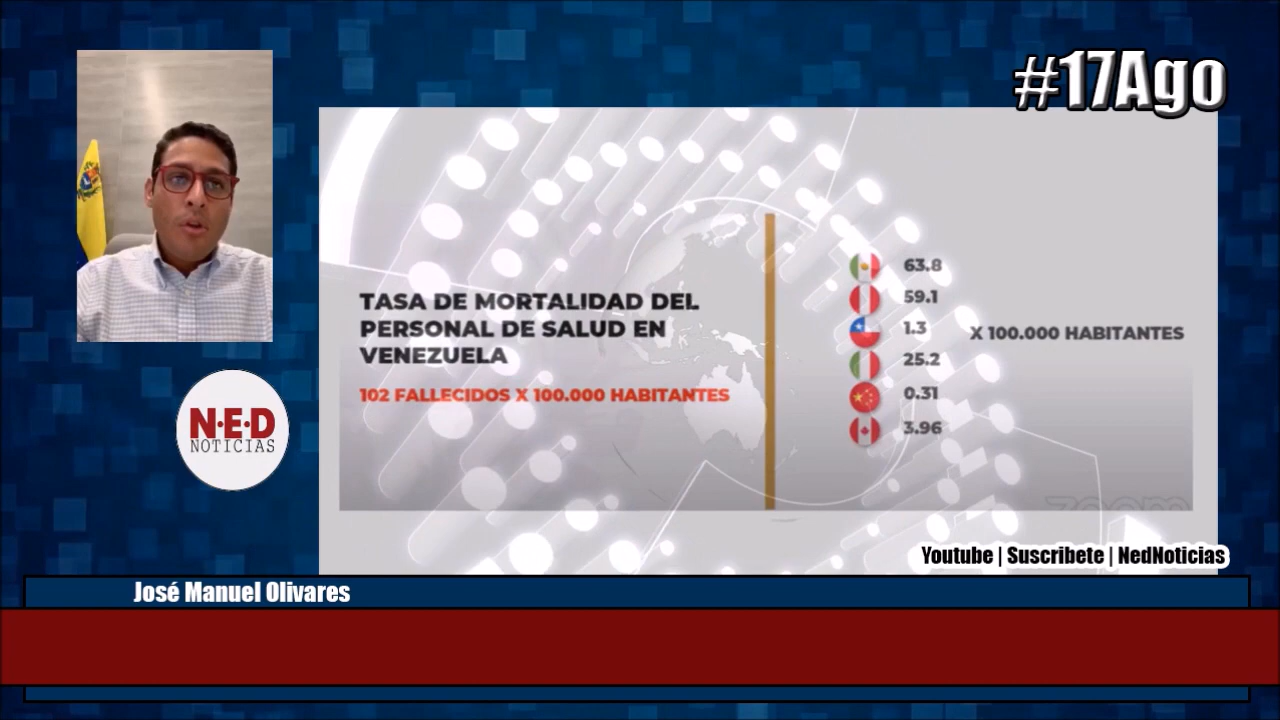 #17Ago
TASA DE MORTALIDAD DEL
PERSONAL DE SALUD EN
VENEZUELA
102 FALLECIDOS X 100.000 HABITANTES
63.8
59.1
1.3
25.2
0.31
3.96
X 100.000 HABITANTES
zoom
N·E·D
NOTICIAS
Youtube | Suscribete | NedNoticias
José Manuel Olivares